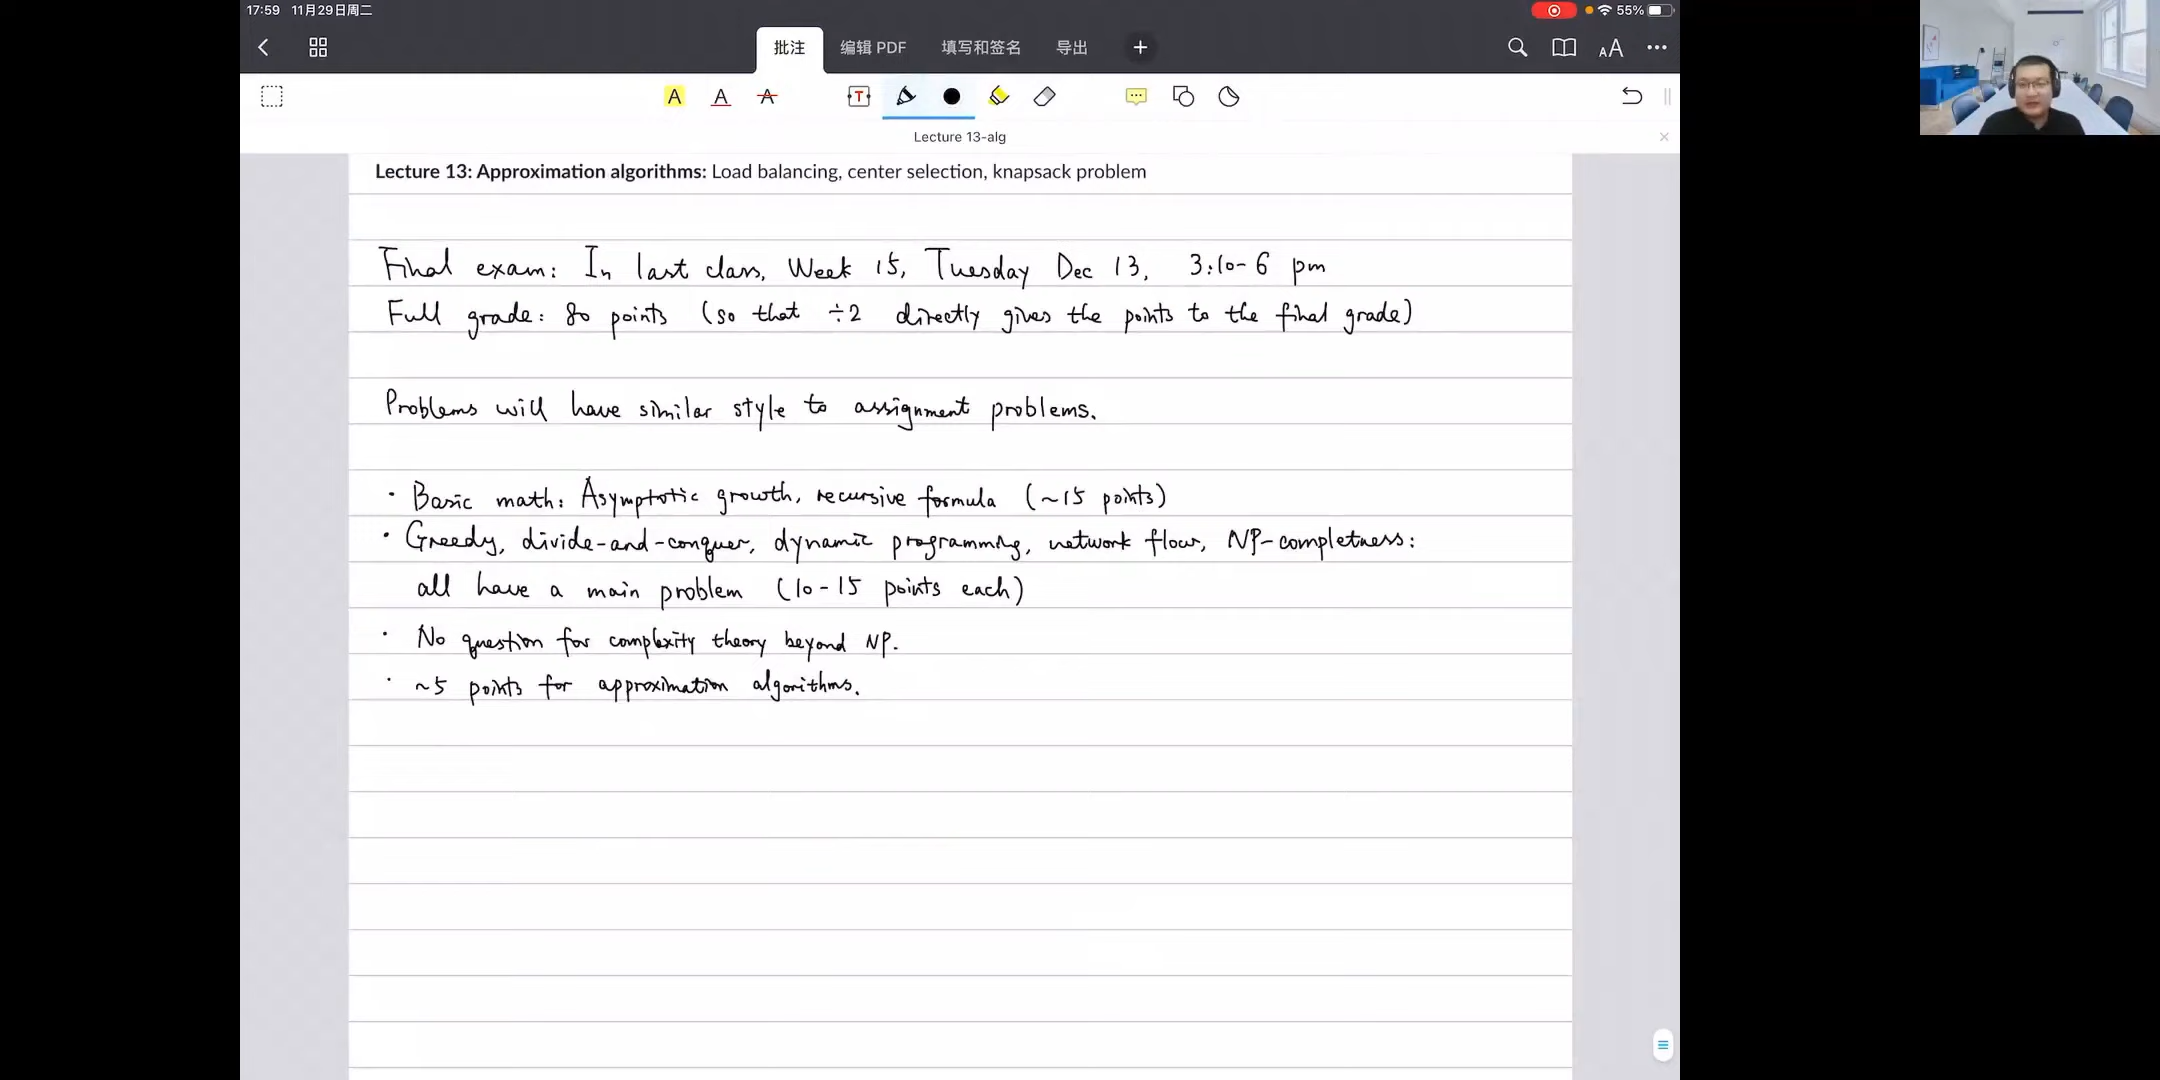 17:59 11月29日周二
55%
批注 编辑 PDF 填写和签名 导出
AA
A A A T
Lecture 13-alg
Lecture 13: Approximation algorithms: Load balancing, center selection, knapsack problem
Final exam: In last class, Week 15, Tuesday Dec 13, 3:10-6 pm
Full grade: 80 points (so that ÷2 directly gives the points to the final grade)
Problems will have similar style to assignment problems.
· Basic math: Asymptotic growth, recursive formula (~15 points)
· Greedy, divide-and-conquer, dynamic programming, network flow, NP-completness:
all have a main problem (10-15 points each)
· No question for complexity theory beyond NP.
· ~5 points for approximation algorithms.